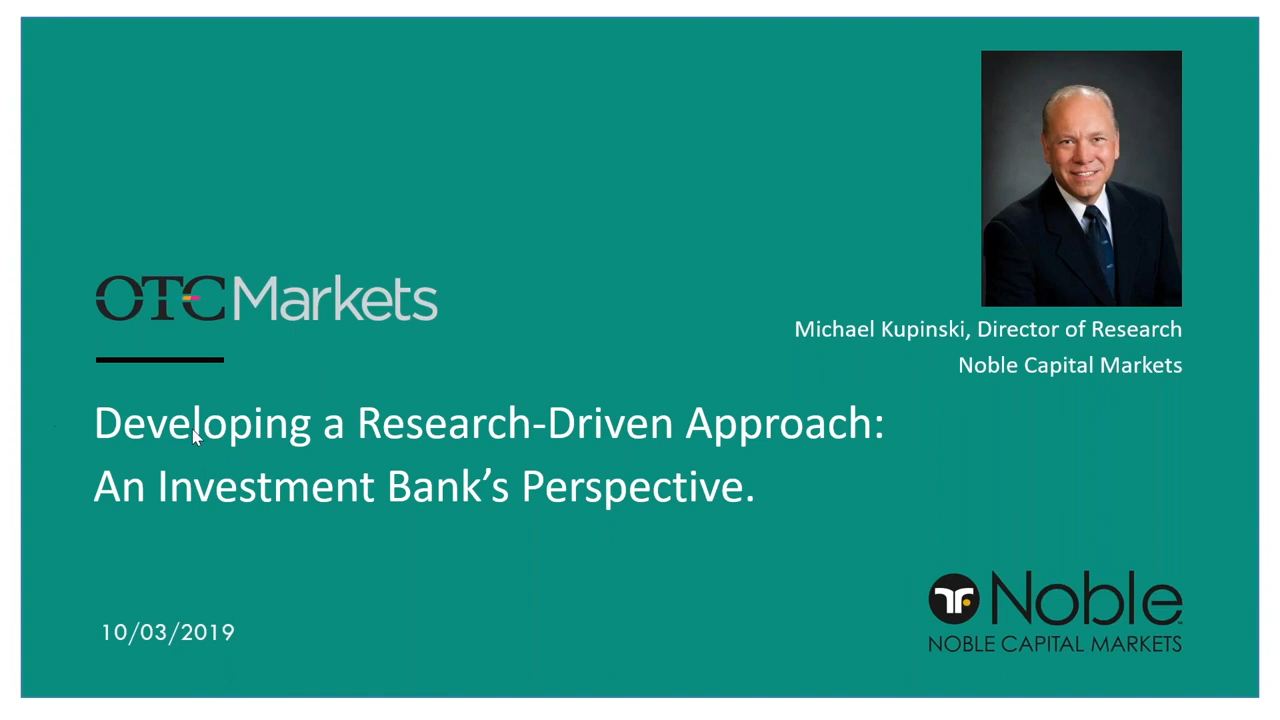 OTC Markets
Michael Kupinski, Director of Research
Noble Capital Markets
Developing a Research-Driven Approach:
An Investment Bank’s Perspective.
10/03/2019
Noble
NOBLE CAPITAL MARKETS